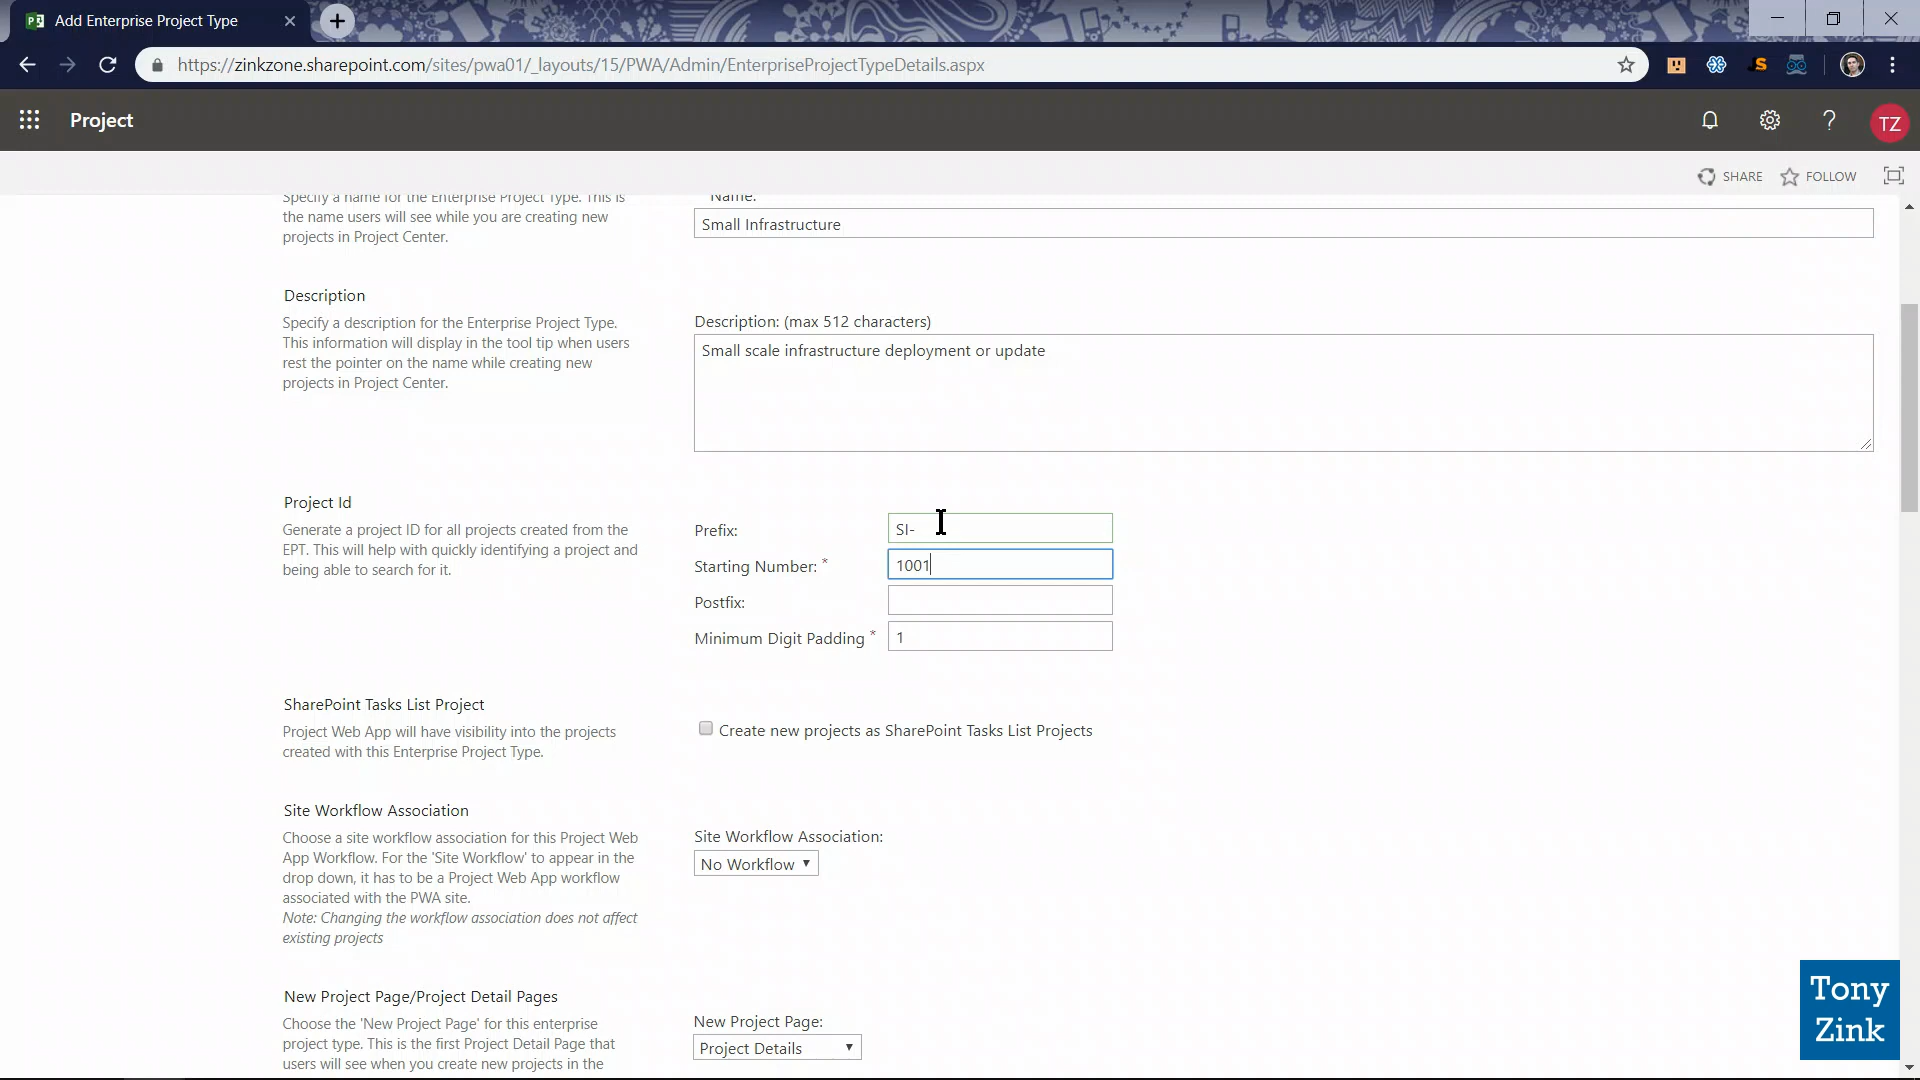 Add Enterprise Project Type
https://zinkzone.sharepoint.com/sites/pwa01/_layouts/15/PWA/Admin/EnterpriseProjectTypeDetails.aspx
Project
TZ
SHARE
FOLLOW
Specify a name for the Enterprise Project Type. This is
the name users will see while you are creating new
projects in Project Center.
Name:
Small Infrastructure
Description
Specify a description for the Enterprise Project Type.
This information will display in the tool tip when users
rest the pointer on the name while creating new
projects in Project Center.
Description: (max 512 characters)
Small scale infrastructure deployment or update
Project Id
Generate a project ID for all projects created from the
EPT. This will help with quickly identifying a project and
being able to search for it.
Prefix:
SI-
Starting Number: *
1001
Postfix:
Minimum Digit Padding *
1
SharePoint Tasks List Project
Project Web App will have visibility into the projects
created with this Enterprise Project Type.
Create new projects as SharePoint Tasks List Projects
Site Workflow Association
Choose a site workflow association for this Project Web
App Workflow. For the 'Site Workflow' to appear in the
drop down, it has to be a Project Web App workflow
associated with the PWA site.
Note: Changing the workflow association does not affect
existing projects
Site Workflow Association:
No Workflow
New Project Page/Project Detail Pages
Choose the 'New Project Page' for this enterprise
project type. This is the first Project Detail Page that
users will see when you create new projects in the
New Project Page:
Project Details
Tony
Zink